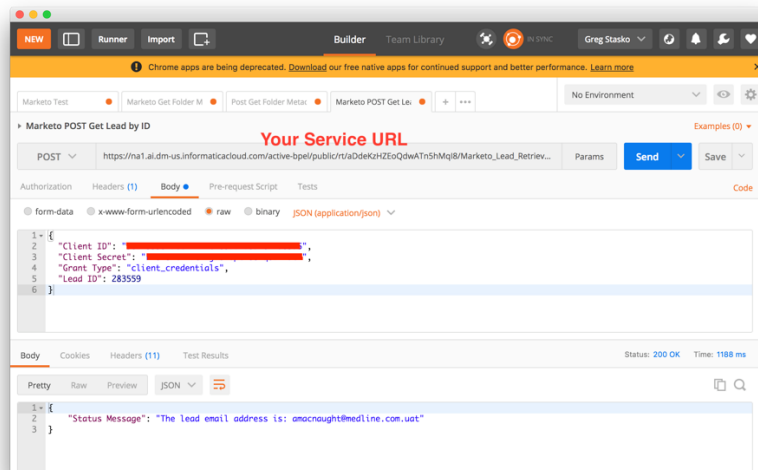 NEW Runner Import Builder Team Library IN SYNC Greg Stasko
Chrome apps are being deprecated. Download our free native apps for continued support and better performance. Learn more
Marketo Test Marketo Get Folder M Post Get Folder Metac Marketo POST Get Lea + ••• No Environment
Marketo POST Get Lead by ID Examples (0)
Your Service URL
POST https://na1.ai.dm-us.informaticacloud.com/active-bpel/public/rt/aDdeKzHZEoQdwATn5hMqI8/Marketo_Lead_Retriev... Params Send Save
Authorization Headers (1) Body Pre-request Script Tests Code
form-data x-www-form-urlencoded raw binary JSON (application/json)
1 {
2 "Client ID": " ",
3 "Client Secret": " ",
4 "Grant Type": "client_credentials",
5 "Lead ID": 283559
6 }
Body Cookies Headers (11) Test Results Status: 200 OK Time: 1188 ms
Pretty Raw Preview JSON
1 {
2 "Status Message": "The lead email address is: amacnaught@medline.com.uat"
3 }